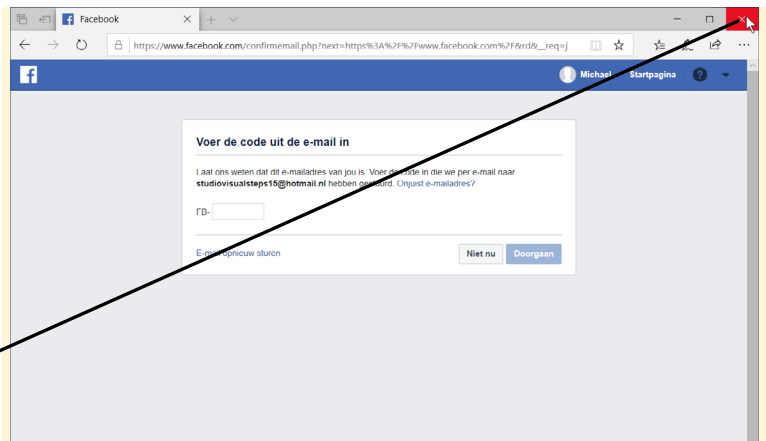 Facebook
https://www.facebook.com/confirmemail.php?next=https%3A%2F%2Fwww.facebook.com%2F&rd&__req=j
f Michael Startpagina ?
Voer de code uit de e-mail in
Laat ons weten dat dit e-mailadres van jou is. Voer de code in die we per e-mail naar
studiovisualsteps15@hotmail.nl hebben gestuurd. Onjuist e-mailadres?
FB-
E-mail opnieuw sturen Niet nu Doorgaan